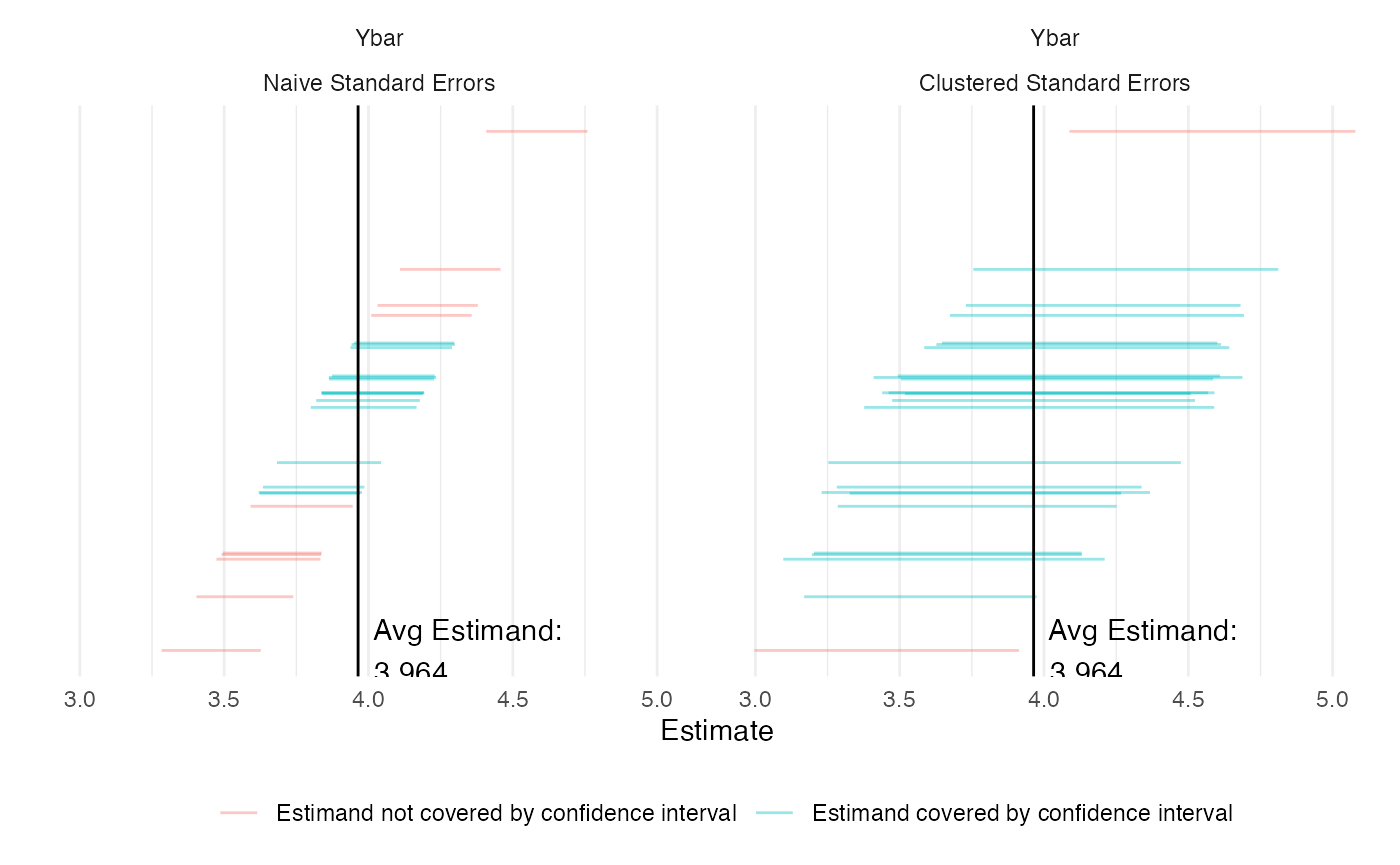 Ybar Ybar
Naive Standard Errors Clustered Standard Errors
Avg Estimand: Avg Estimand:
3.964 3.964
3.0 3.5 4.0 4.5 5.0 3.0 3.5 4.0 4.5 5.0
Estimate
Estimand not covered by confidence interval Estimand covered by confidence interval